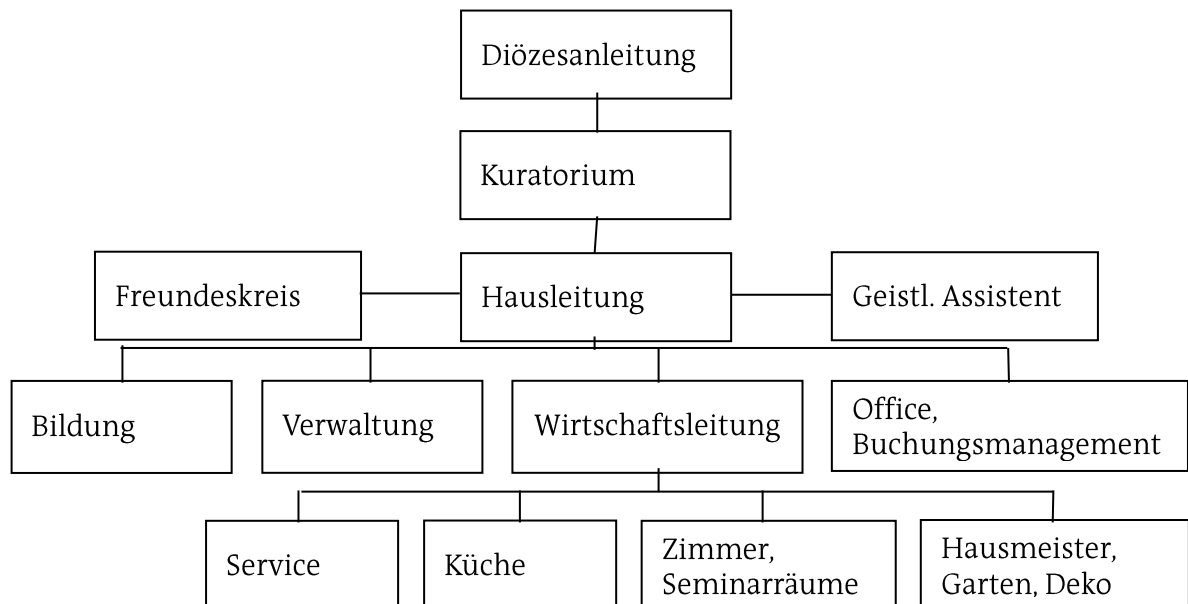 Diözesanleitung
Kuratorium
Freundeskreis
Hausleitung
Geistl. Assistent
Bildung
Verwaltung
Wirtschaftsleitung
Office,
Buchungsmanagement
Service
Küche
Zimmer,
Seminarräume
Hausmeister,
Garten, Deko